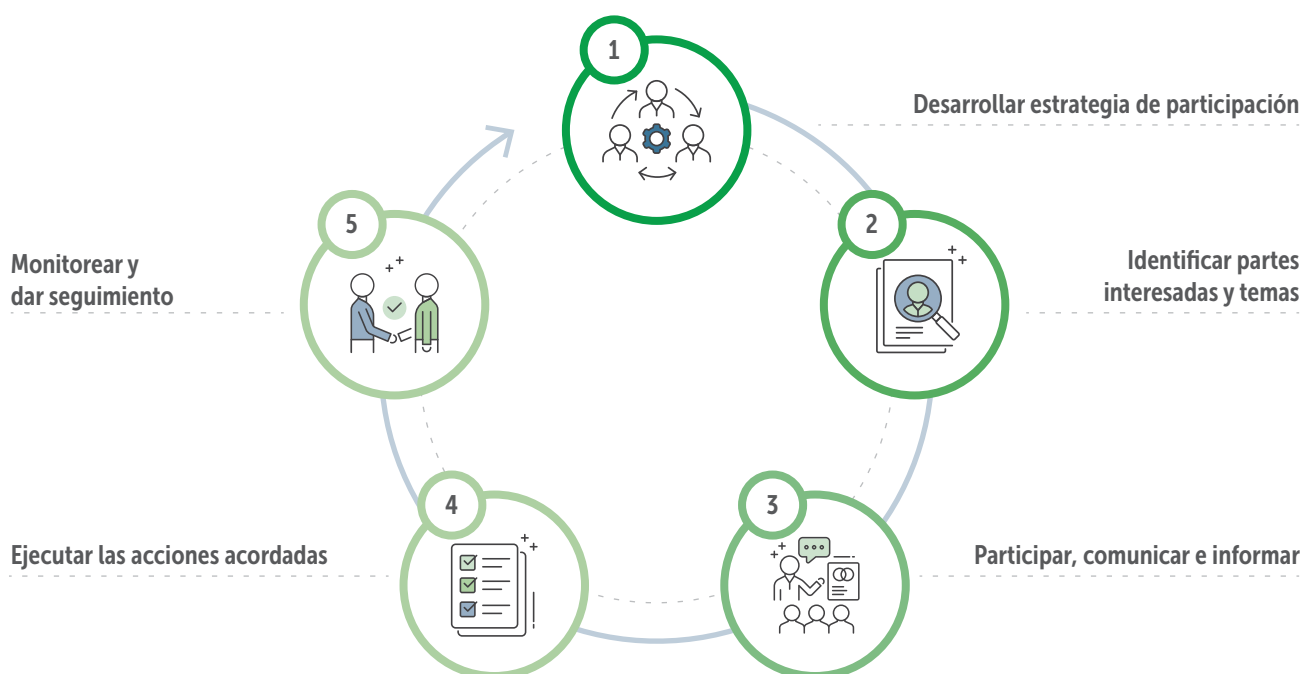 1
Desarrollar estrategia de participación
2
Identificar partes
interesadas y temas
3
Participar, comunicar e informar
4
Ejecutar las acciones acordadas
5
Monitorear y
dar seguimiento